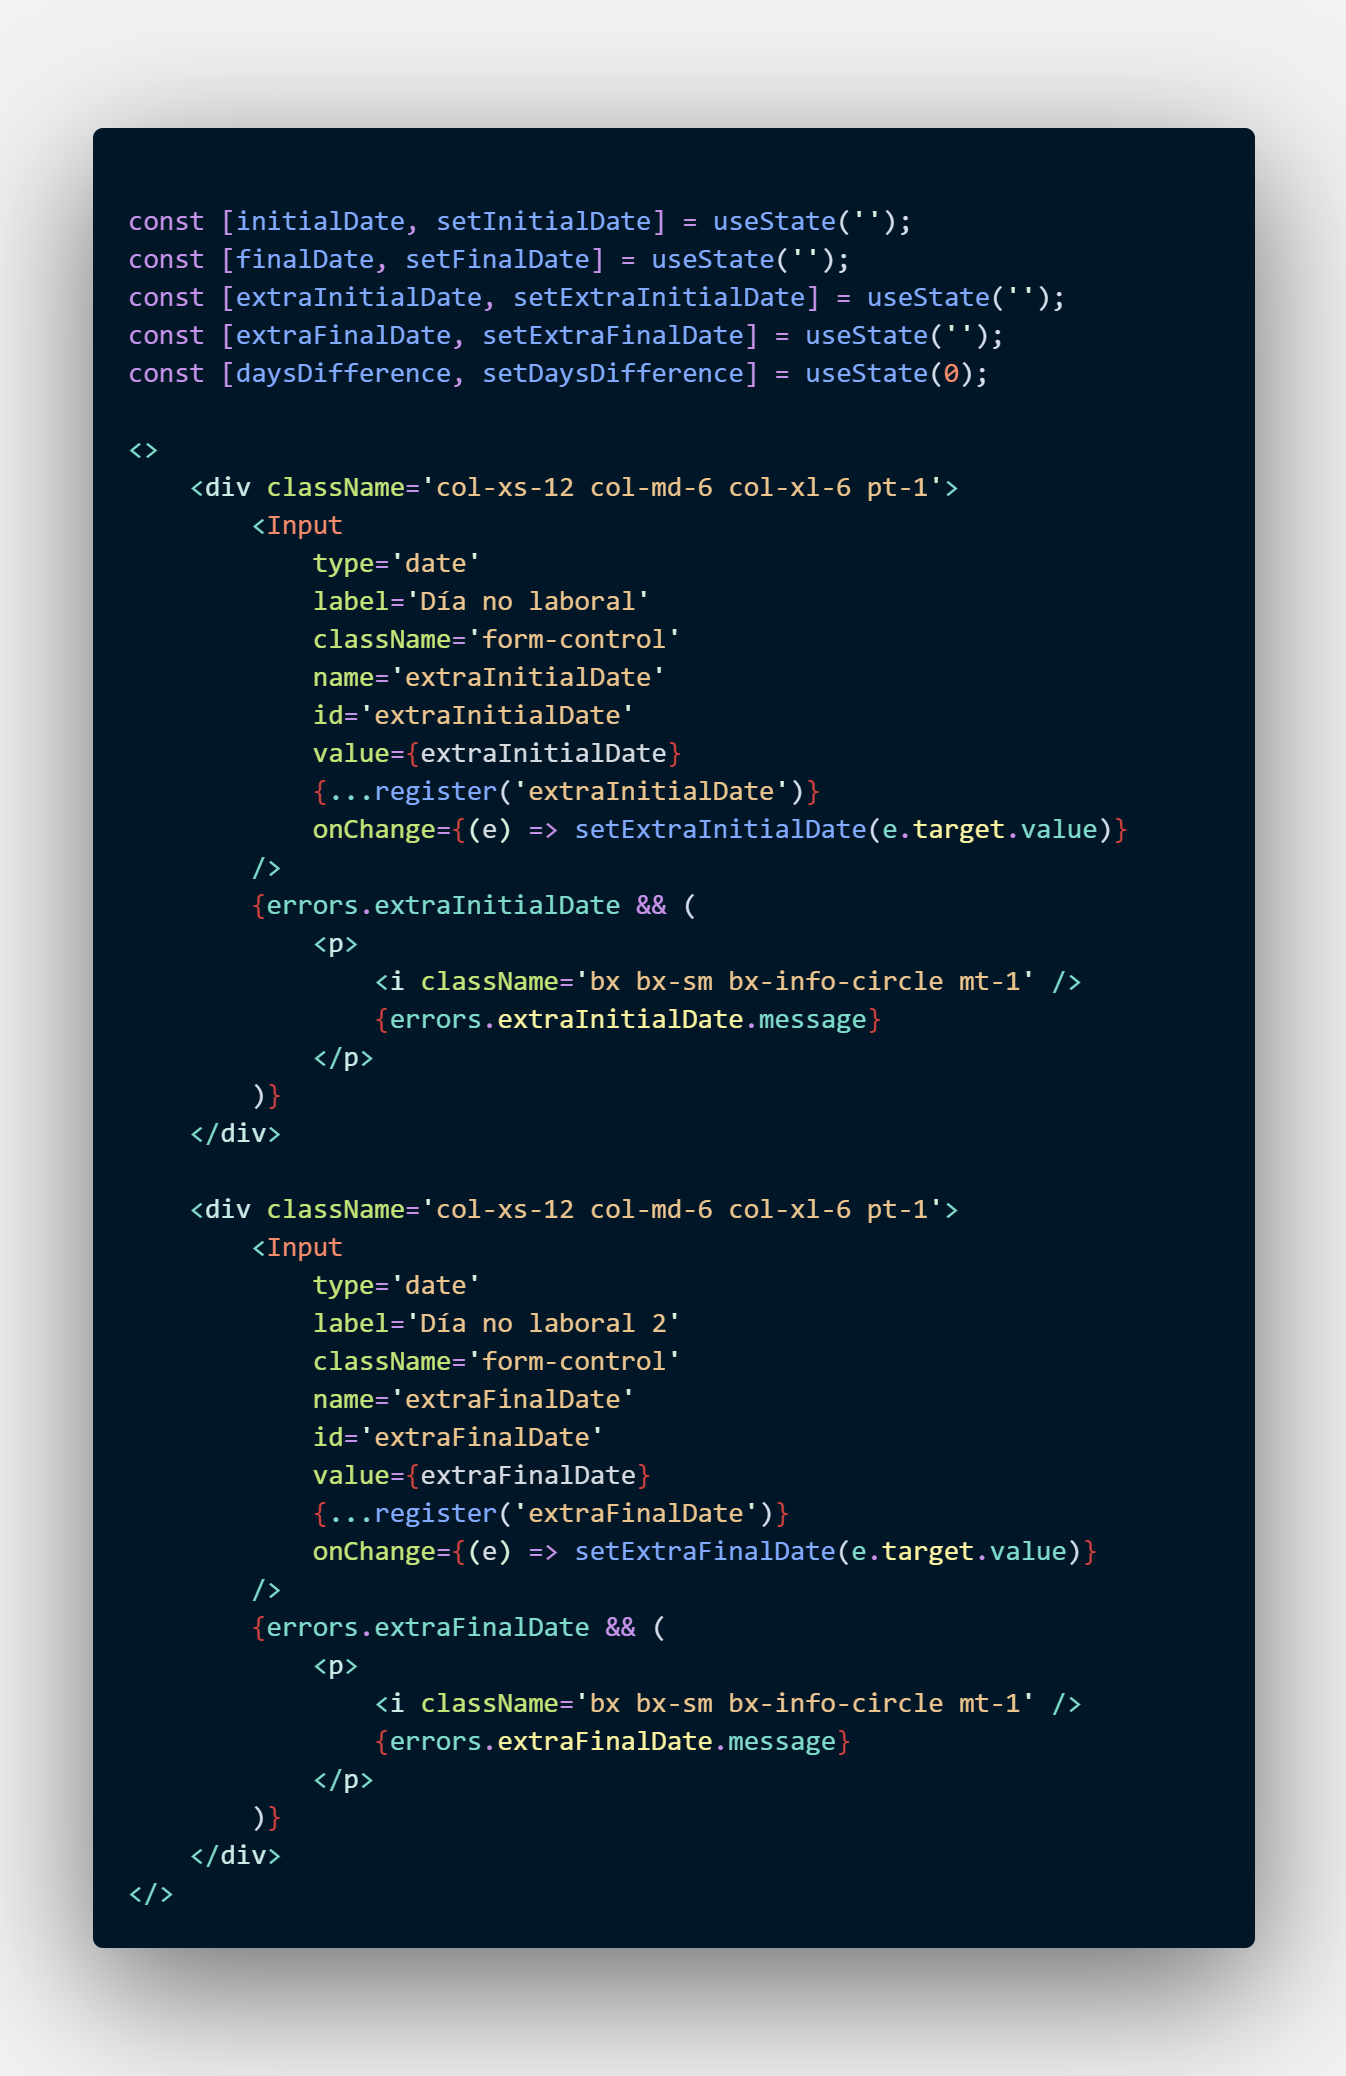 const [initialDate, setInitialDate] = useState('');
const [finalDate, setFinalDate] = useState('');
const [extraInitialDate, setExtraInitialDate] = useState('');
const [extraFinalDate, setExtraFinalDate] = useState('');
const [daysDifference, setDaysDifference] = useState(0);
<>
<div className='col-xs-12 col-md-6 col-xl-6 pt-1'>
<Input
type='date'
label='Día no laboral'
className='form-control'
name='extraInitialDate'
id='extraInitialDate'
value={extraInitialDate}
{...register('extraInitialDate')}
onChange={(e) => setExtraInitialDate(e.target.value)}
/>
{errors.extraInitialDate && (
<p>
<i className='bx bx-sm bx-info-circle mt-1' />
{errors.extraInitialDate.message}
</p>
)}
</div>
<div className='col-xs-12 col-md-6 col-xl-6 pt-1'>
<Input
type='date'
label='Día no laboral 2'
className='form-control'
name='extraFinalDate'
id='extraFinalDate'
value={extraFinalDate}
{...register('extraFinalDate')}
onChange={(e) => setExtraFinalDate(e.target.value)}
/>
{errors.extraFinalDate && (
<p>
<i className='bx bx-sm bx-info-circle mt-1' />
{errors.extraFinalDate.message}
</p>
)}
</div>
</>